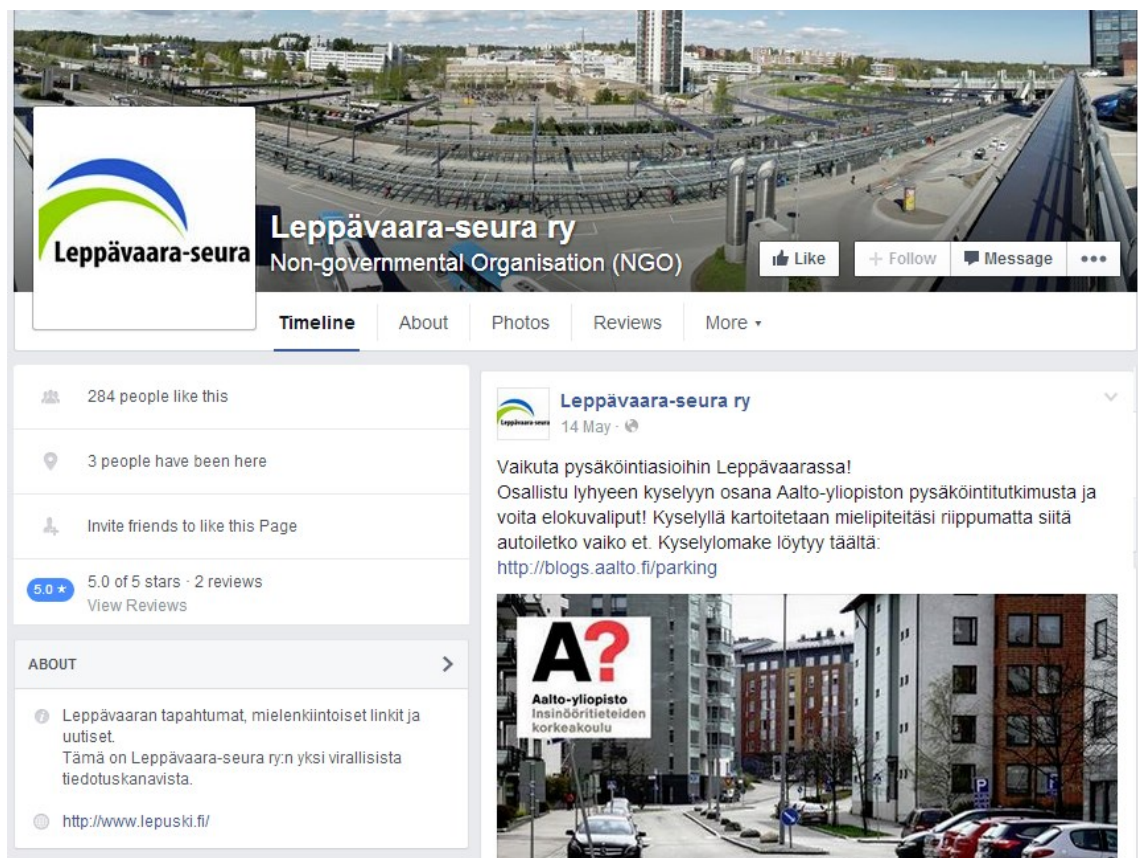 Leppävaara-seura
Leppävaara-seura ry
Non-governmental Organisation (NGO)
Like
+ Follow
Message
•••
Timeline
About
Photos
Reviews
More
284 people like this
3 people have been here
Invite friends to like this Page
5.0 ★
5.0 of 5 stars · 2 reviews
View Reviews
ABOUT
Leppävaaran tapahtumat, mielenkiintoiset linkit ja
uutiset.
Tämä on Leppävaara-seura ry:n yksi virallisista
tiedotuskanavista.
http://www.lepuski.fi/
Leppävaara-seura
Leppävaara-seura ry
14 May ·
Vaikuta pysäköintiasioihin Leppävaarassa!
Osallistu lyhyeen kyselyyn osana Aalto-yliopiston pysäköintitutkimusta ja
voita elokuvaliput! Kyselyllä kartoitetaan mielipiteitäsi riippumatta siitä
autoiletko vaiko et. Kyselylomake löytyy täältä:
http://blogs.aalto.fi/parking
A?
Aalto-yliopisto
Insinööritieteiden
korkeakoulu
P